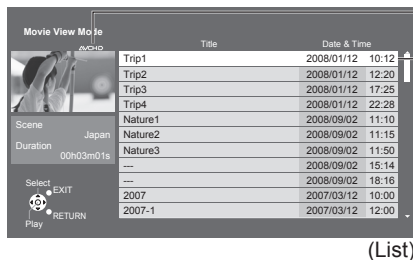 Movie View Mode
AVCHD
Title Date & Time
Trip1 2008/01/12 10:12
Trip2 2008/01/12 12:20
Trip3 2008/01/12 17:25
Trip4 2008/01/12 22:28
Nature1 2008/09/02 11:10
Nature2 2008/09/02 11:15
Nature3 2008/09/02 11:50
--- 2008/09/02 15:14
--- 2008/09/02 18:16
2007 2007/03/12 10:00
2007-1 2007/03/12 12:00
Scene
Japan
Duration
00h03m01s
Select
EXIT
RETURN
Play
(List)